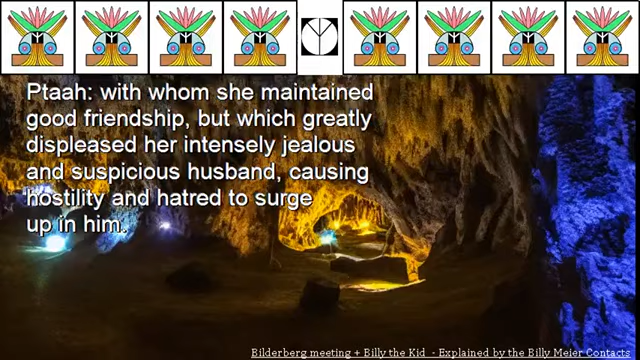 Ptaah: with whom she maintained
good friendship, but which greatly
displeased her intensely jealous
and suspicious husband, causing
hostility and hatred to surge
up in him.
Bilderberg meeting + Billy the Kid - Explained by the Billy Meier Contacts